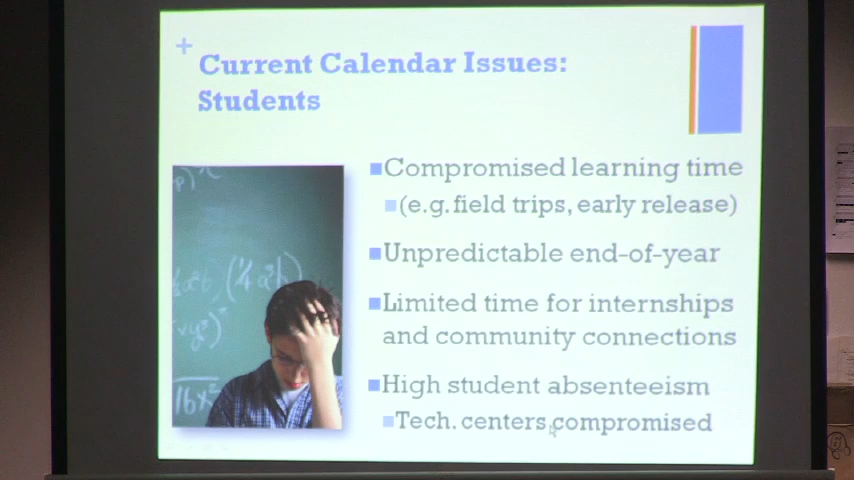 +
Current Calendar Issues:
Students
Compromised learning time
(e.g. field trips, early release)
Unpredictable end-of-year
Limited time for internships
and community connections
High student absenteeism
Tech. centers compromised
16x²